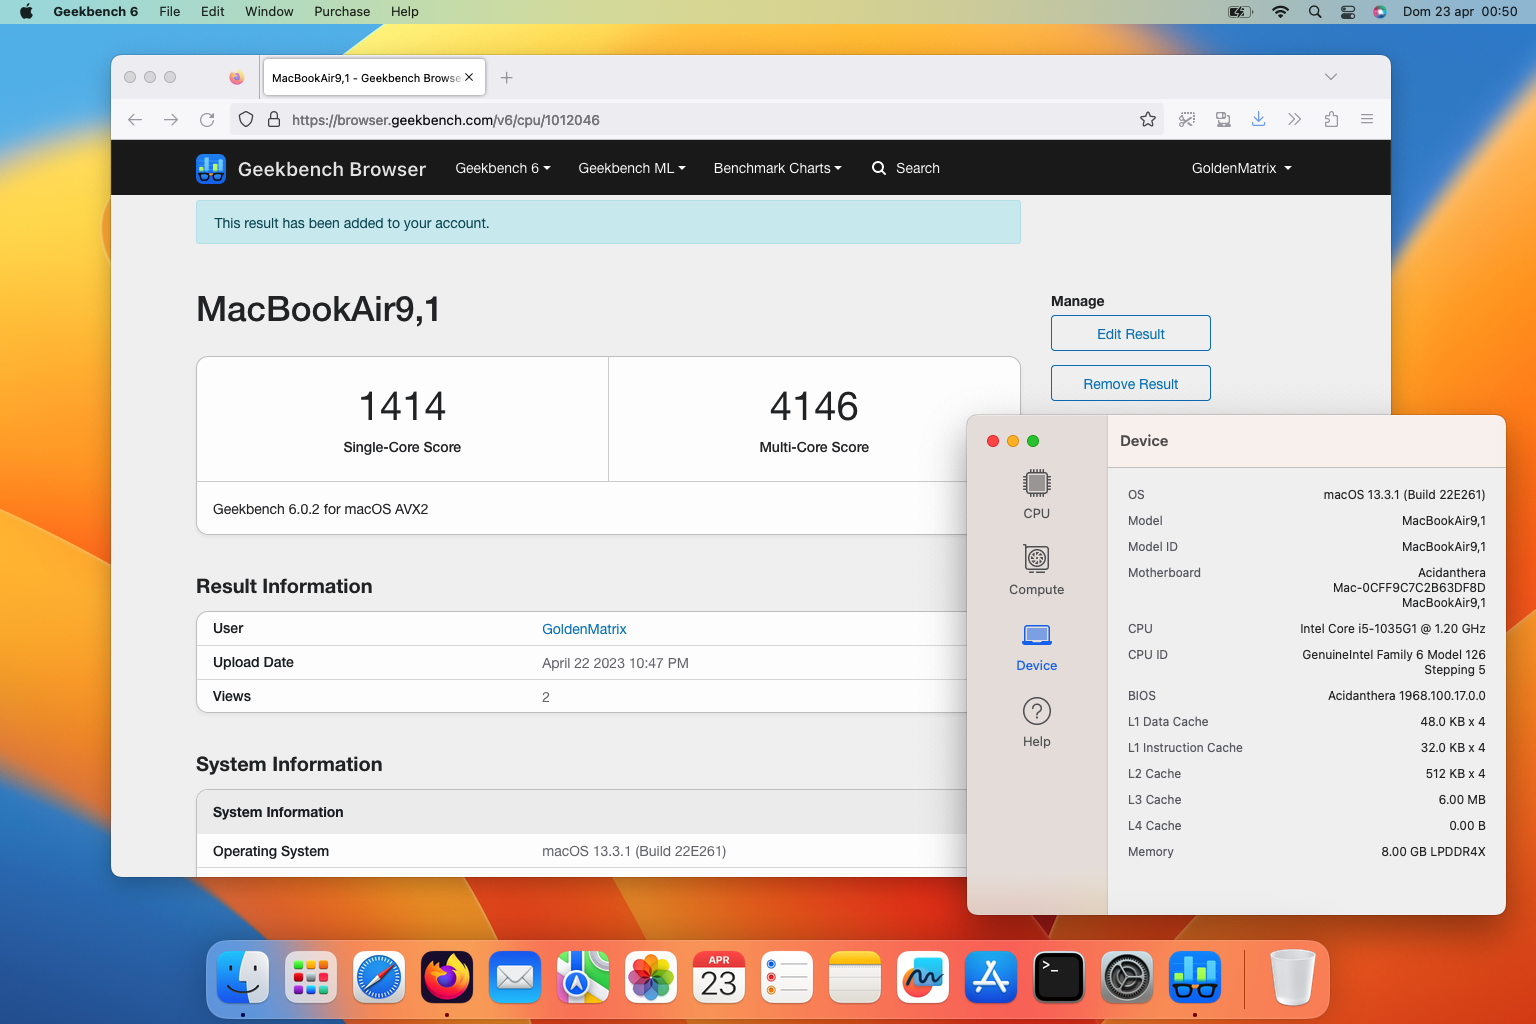 Geekbench 6 File Edit Window Purchase Help Dom 23 apr 00:50
MacBookAir9,1 - Geekbench Browse
https://browser.geekbench.com/v6/cpu/1012046
Geekbench Browser Geekbench 6 Geekbench ML Benchmark Charts Search GoldenMatrix
This result has been added to your account.
MacBookAir9,1
1414
Single-Core Score
4146
Multi-Core Score
Geekbench 6.0.2 for macOS AVX2
Manage
Edit Result
Remove Result
Result Information
User GoldenMatrix
Upload Date April 22 2023 10:47 PM
Views 2
System Information
System Information
Operating System macOS 13.3.1 (Build 22E261)
CPU
Compute
Device
Help
Device
OS macOS 13.3.1 (Build 22E261)
Model MacBookAir9,1
Model ID MacBookAir9,1
Motherboard Acidanthera
Mac-0CFF9C7C2B63DF8D
MacBookAir9,1
CPU Intel Core i5-1035G1 @ 1.20 GHz
CPU ID GenuineIntel Family 6 Model 126
Stepping 5
BIOS Acidanthera 1968.100.17.0.0
L1 Data Cache 48.0 KB x 4
L1 Instruction Cache 32.0 KB x 4
L2 Cache 512 KB x 4
L3 Cache 6.00 MB
L4 Cache 0.00 B
Memory 8.00 GB LPDDR4X
APR
23
>_